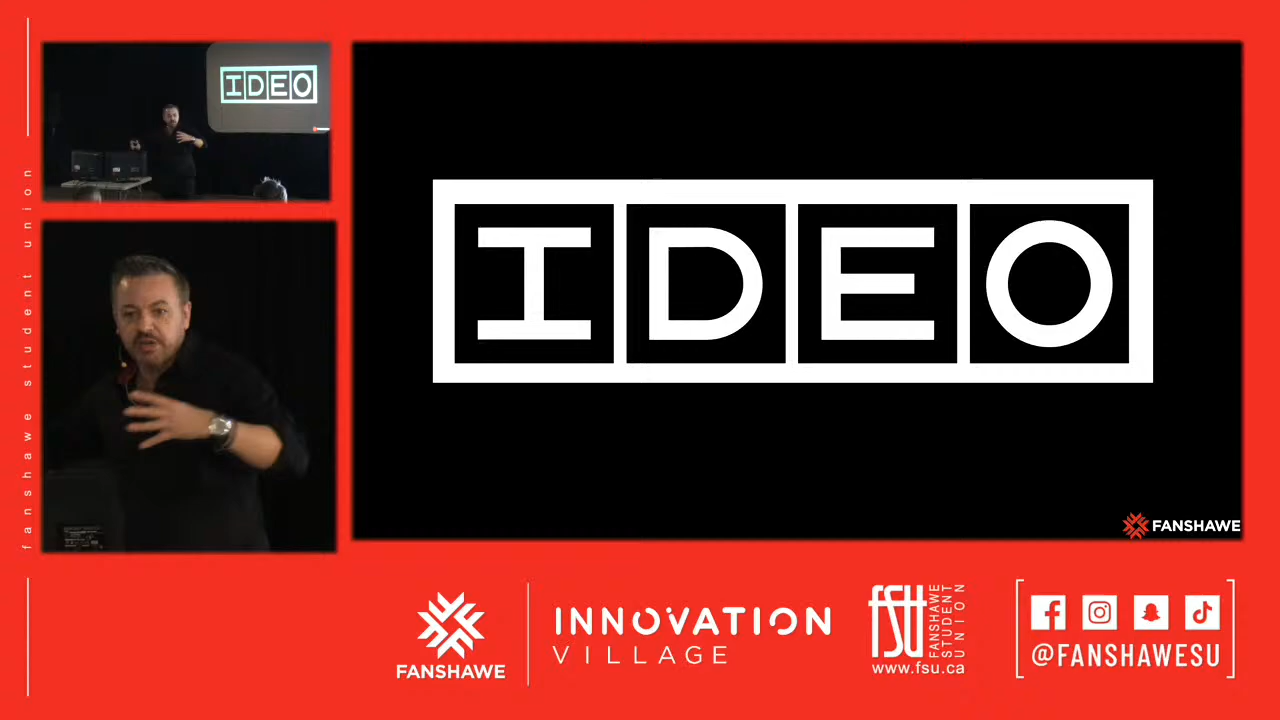 fanshawe student union
IDEO
IDEO
FANSHAWE
FANSHAWE
INNOVATION
VILLAGE
fsu
FANSHAWE
STUDENT
UNION
www.fsu.ca
@FANSHAWESU